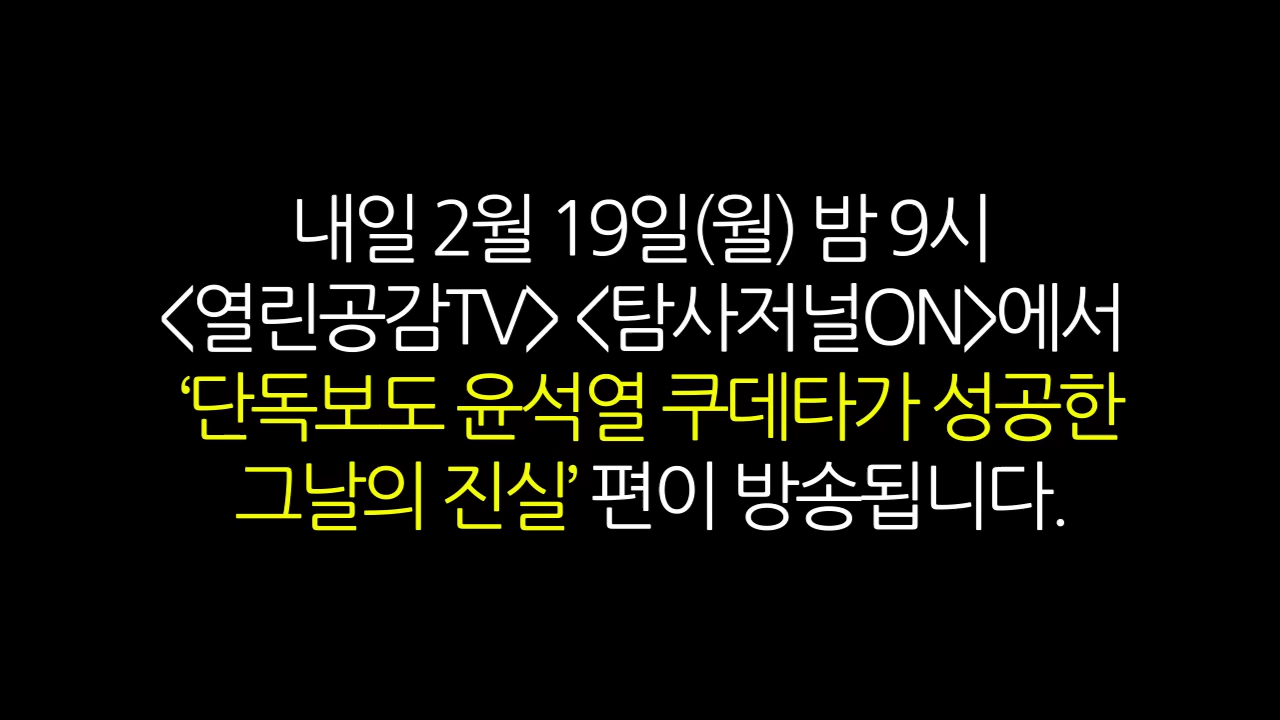 내일 2월 19일(월) 밤 9시
<열린공감TV> <탐사저널ON>에서
‘단독보도 윤석열 쿠데타가 성공한
그날의 진실’ 편이 방송됩니다.